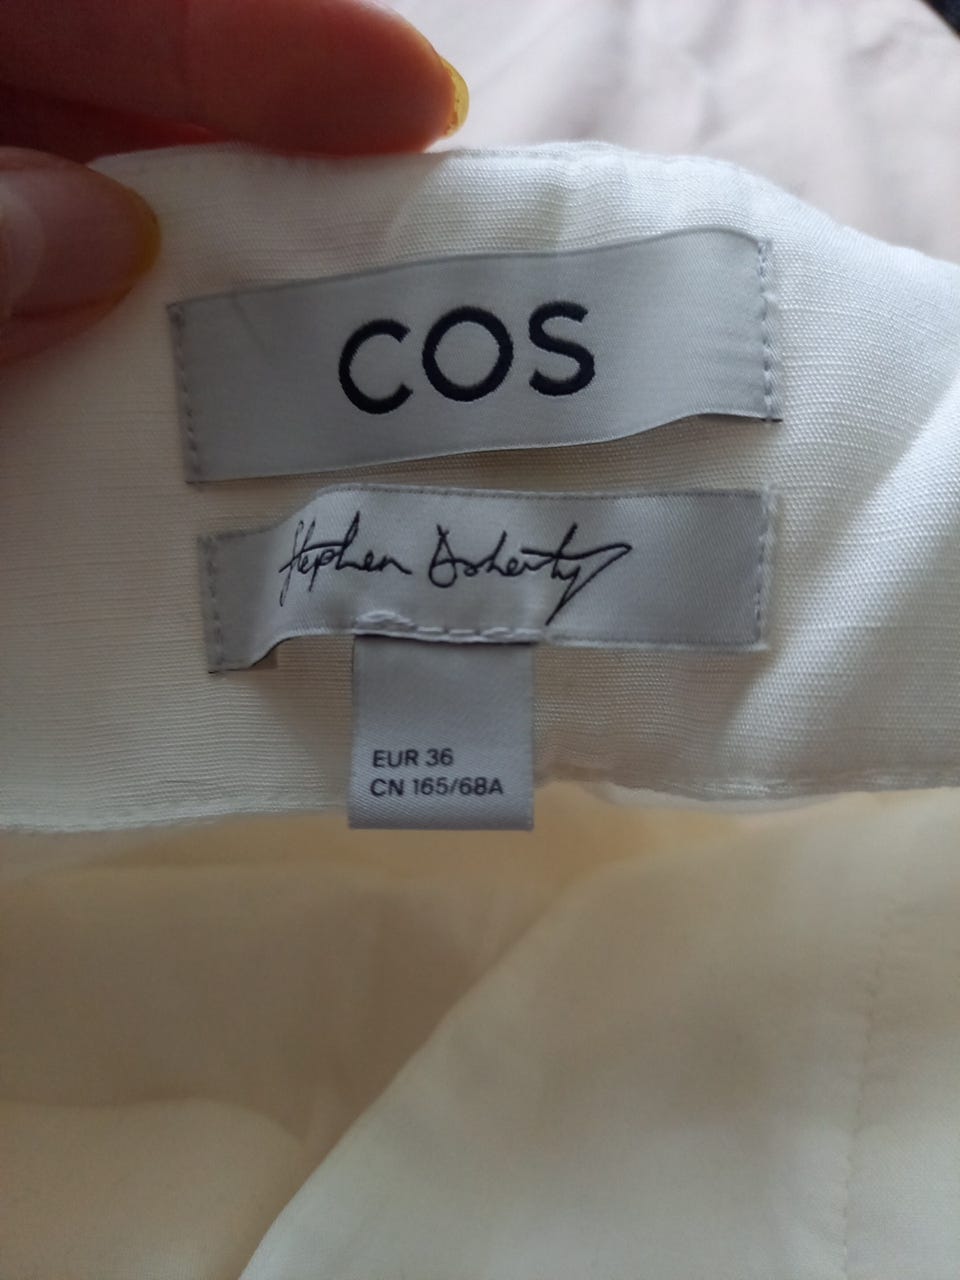 COS
Stephen Doherty
EUR 36
CN 165/68A